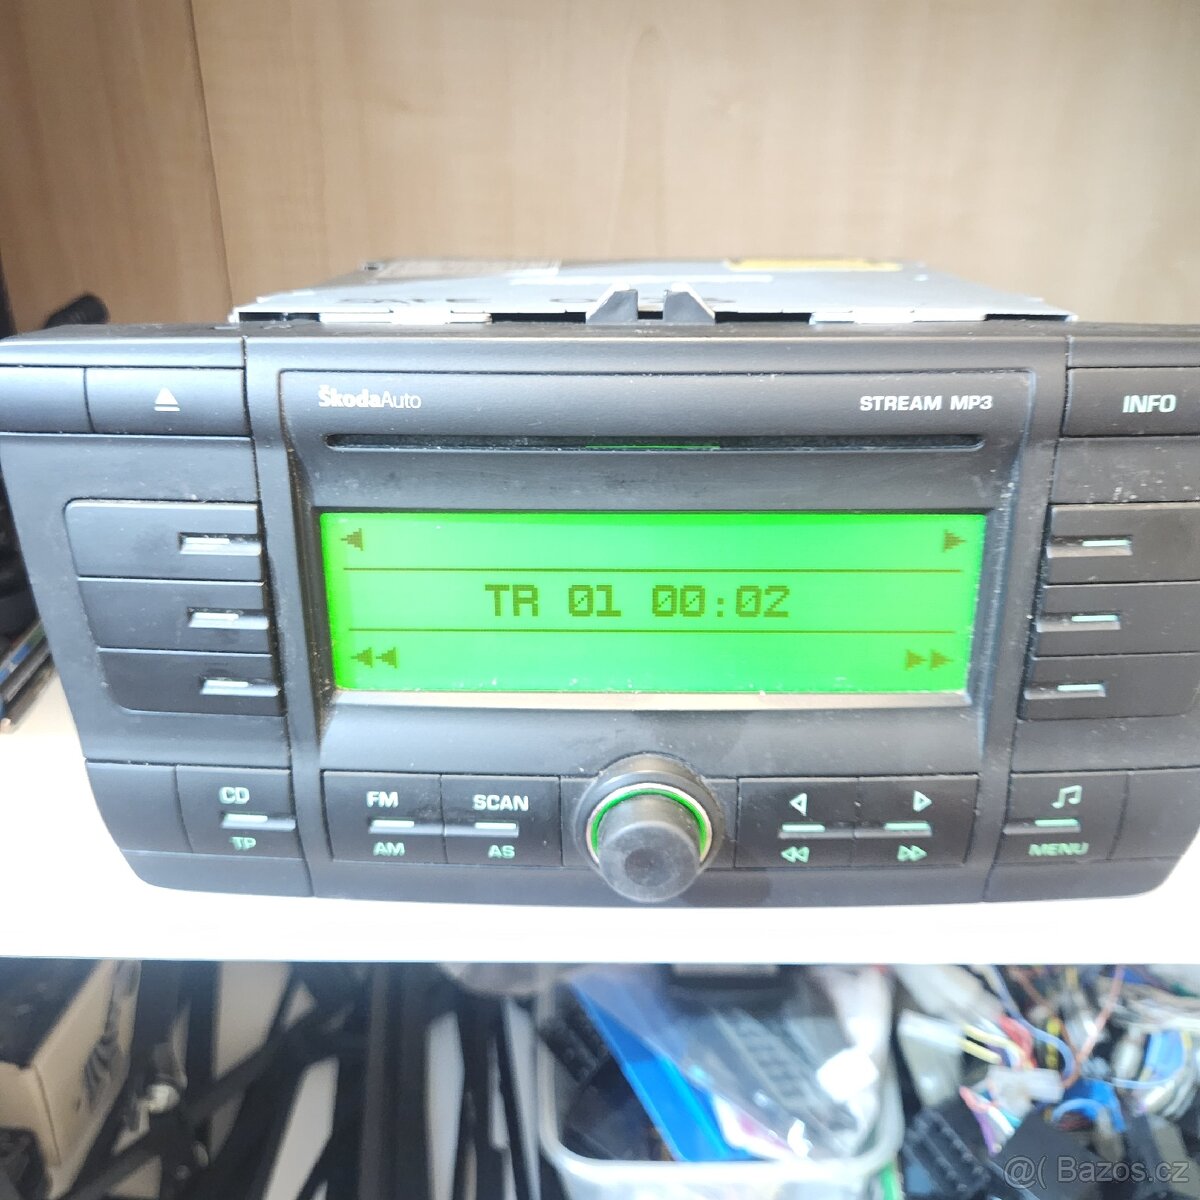 ŠkodaAuto
STREAM MP3
INFO
TR 01 00:02
CD
TP
FM
AM
SCAN
AS
MENU
@( Bazos.cz